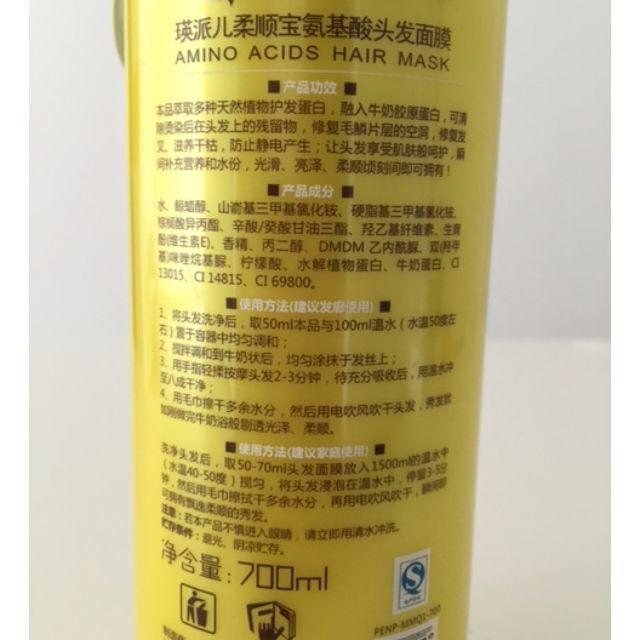 瑛派儿柔顺宝氨基酸头发面膜
AMINO ACIDS HAIR MASK
■产品功效■
本品萃取多种天然植物护发蛋白，融入牛奶胶原蛋白，可清
除烫染后在头发上的残留物，修复毛鳞片层的空洞，修复发
叉、滋养干枯，防止静电产生；让头发享受肌肤般呵护，瞬
间补充营养和水份，光滑、亮泽、柔顺顷刻间即可拥有！
■产品成分■
水、鲸蜡醇、山嵛基三甲基氯化铵、硬脂基三甲基氯化铵、
棕榈酸异丙酯、辛酸/癸酸甘油三酯、羟乙基纤维素、生育
酚(维生素E)、香精、丙二醇、DMDM 乙内酰脲、双(羟甲
基)咪唑烷基脲、柠檬酸、水解植物蛋白、牛奶蛋白、CI
13015、CI 14815、CI 69800。
■使用方法(建议发廊使用)■
1、将头发洗净后，取50ml本品与100ml温水（水温50度左
右）置于容器中均匀调和；
2、搅拌调和到牛奶状后，均匀涂抹于发丝上；
3、用手指轻揉按摩头发2-3分钟，待充分吸收后，用温水冲
至八成干净；
4、用毛巾擦干多余水分，然后用电吹风吹干头发，秀发犹
如刚做完牛奶浴般剔透光泽、柔顺。
■使用方法(建议家庭使用)■
洗净头发后，取50-70ml头发面膜放入1500ml的温水中
（水温40-50度）搅匀，将头发浸泡在温水中，停留3-5分
钟，然后用毛巾擦拭干多余水分，再用电吹风吹干，瞬间即
可拥有飘逸柔顺的秀发。
注意：若本产品不慎进入眼睛，请立即用清水冲洗。
贮存条件：避光、阴凉贮存。
净含量：700ml
PENP-MMQ1-700